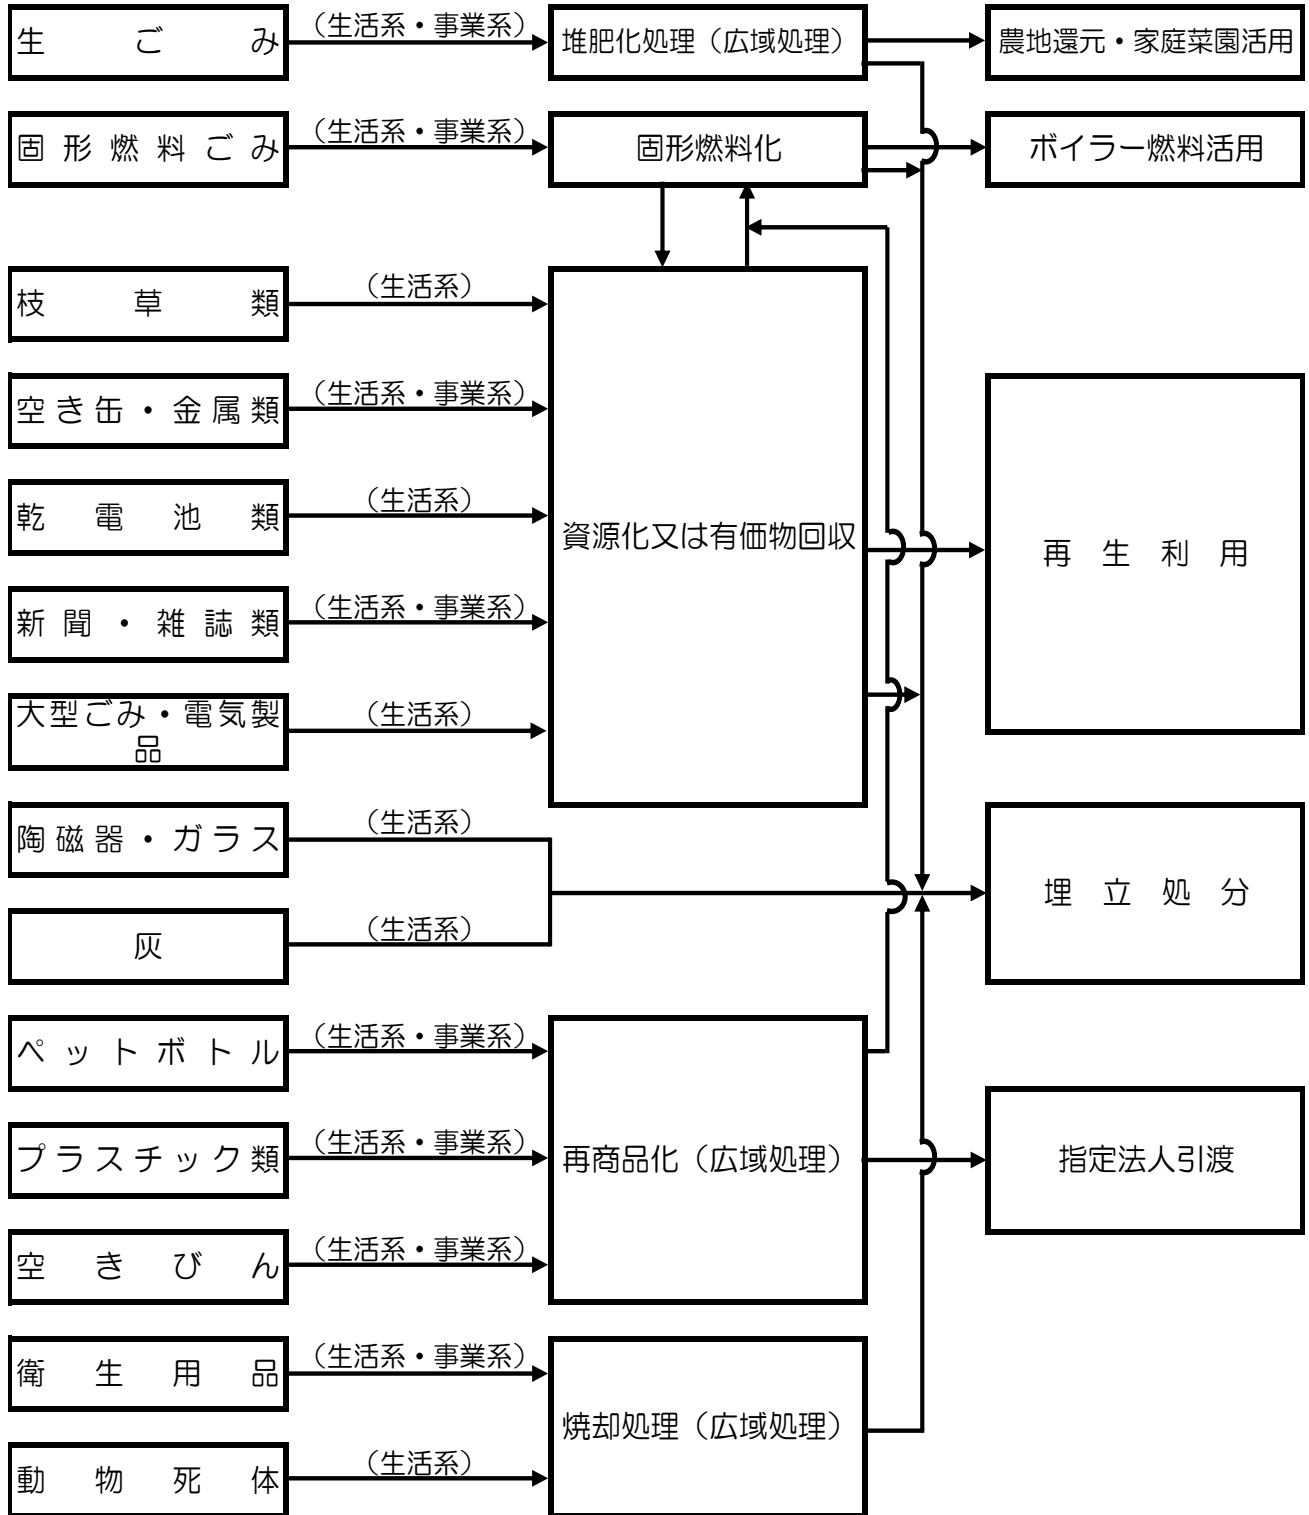 生ごみ
（生活系・事業系）
堆肥化処理（広域処理）
農地還元・家庭菜園活用
固形燃料ごみ
（生活系・事業系）
固形燃料化
ボイラー燃料活用
枝草類
（生活系）
空き缶・金属類
（生活系・事業系）
乾電池類
（生活系）
資源化又は有価物回収
再生利用
新聞・雑誌類
（生活系・事業系）
大型ごみ・電気製
品
（生活系）
陶磁器・ガラス
（生活系）
埋立処分
灰
（生活系）
ペットボトル
（生活系・事業系）
プラスチック類
（生活系・事業系）
再商品化（広域処理）
指定法人引渡
空きびん
（生活系・事業系）
衛生用品
（生活系・事業系）
焼却処理（広域処理）
動物死体
（生活系）